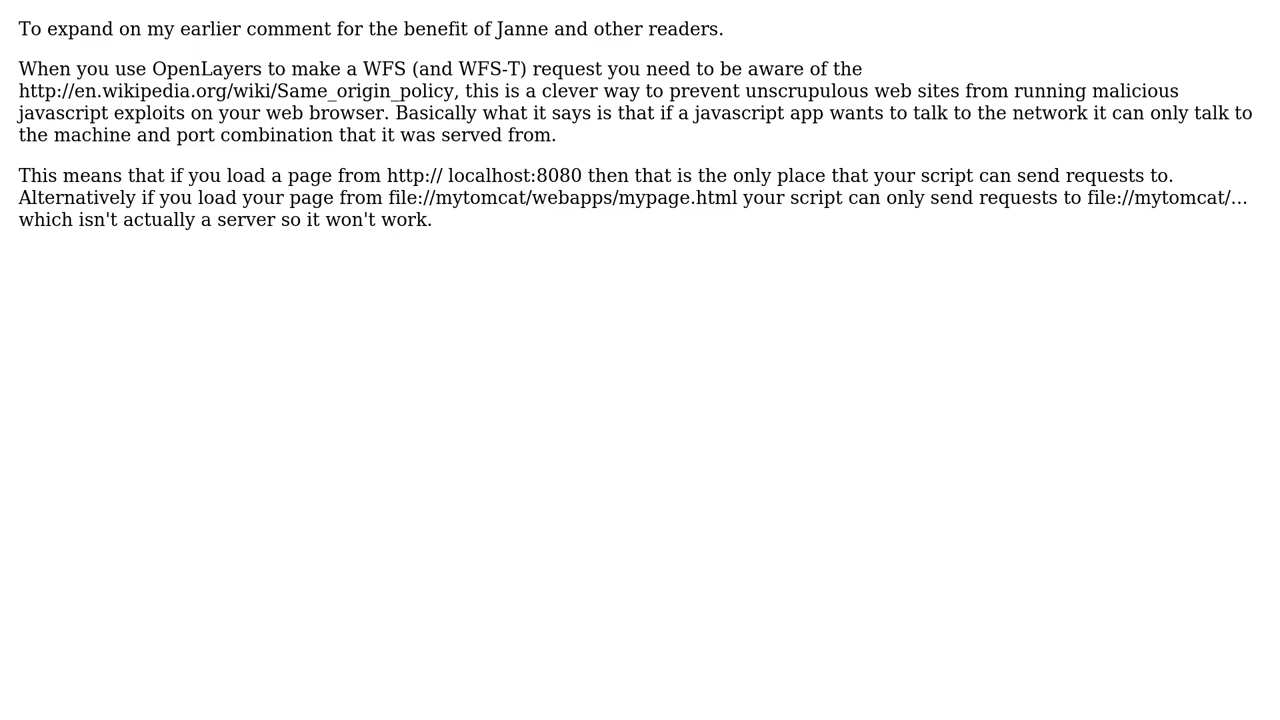 To expand on my earlier comment for the benefit of Janne and other readers.
When you use OpenLayers to make a WFS (and WFS-T) request you need to be aware of the
http://en.wikipedia.org/wiki/Same_origin_policy, this is a clever way to prevent unscrupulous web sites from running malicious
javascript exploits on your web browser. Basically what it says is that if a javascript app wants to talk to the network it can only talk to
the machine and port combination that it was served from.
This means that if you load a page from http:// localhost:8080 then that is the only place that your script can send requests to.
Alternatively if you load your page from file://mytomcat/webapps/mypage.html your script can only send requests to file://mytomcat/...
which isn't actually a server so it won't work.